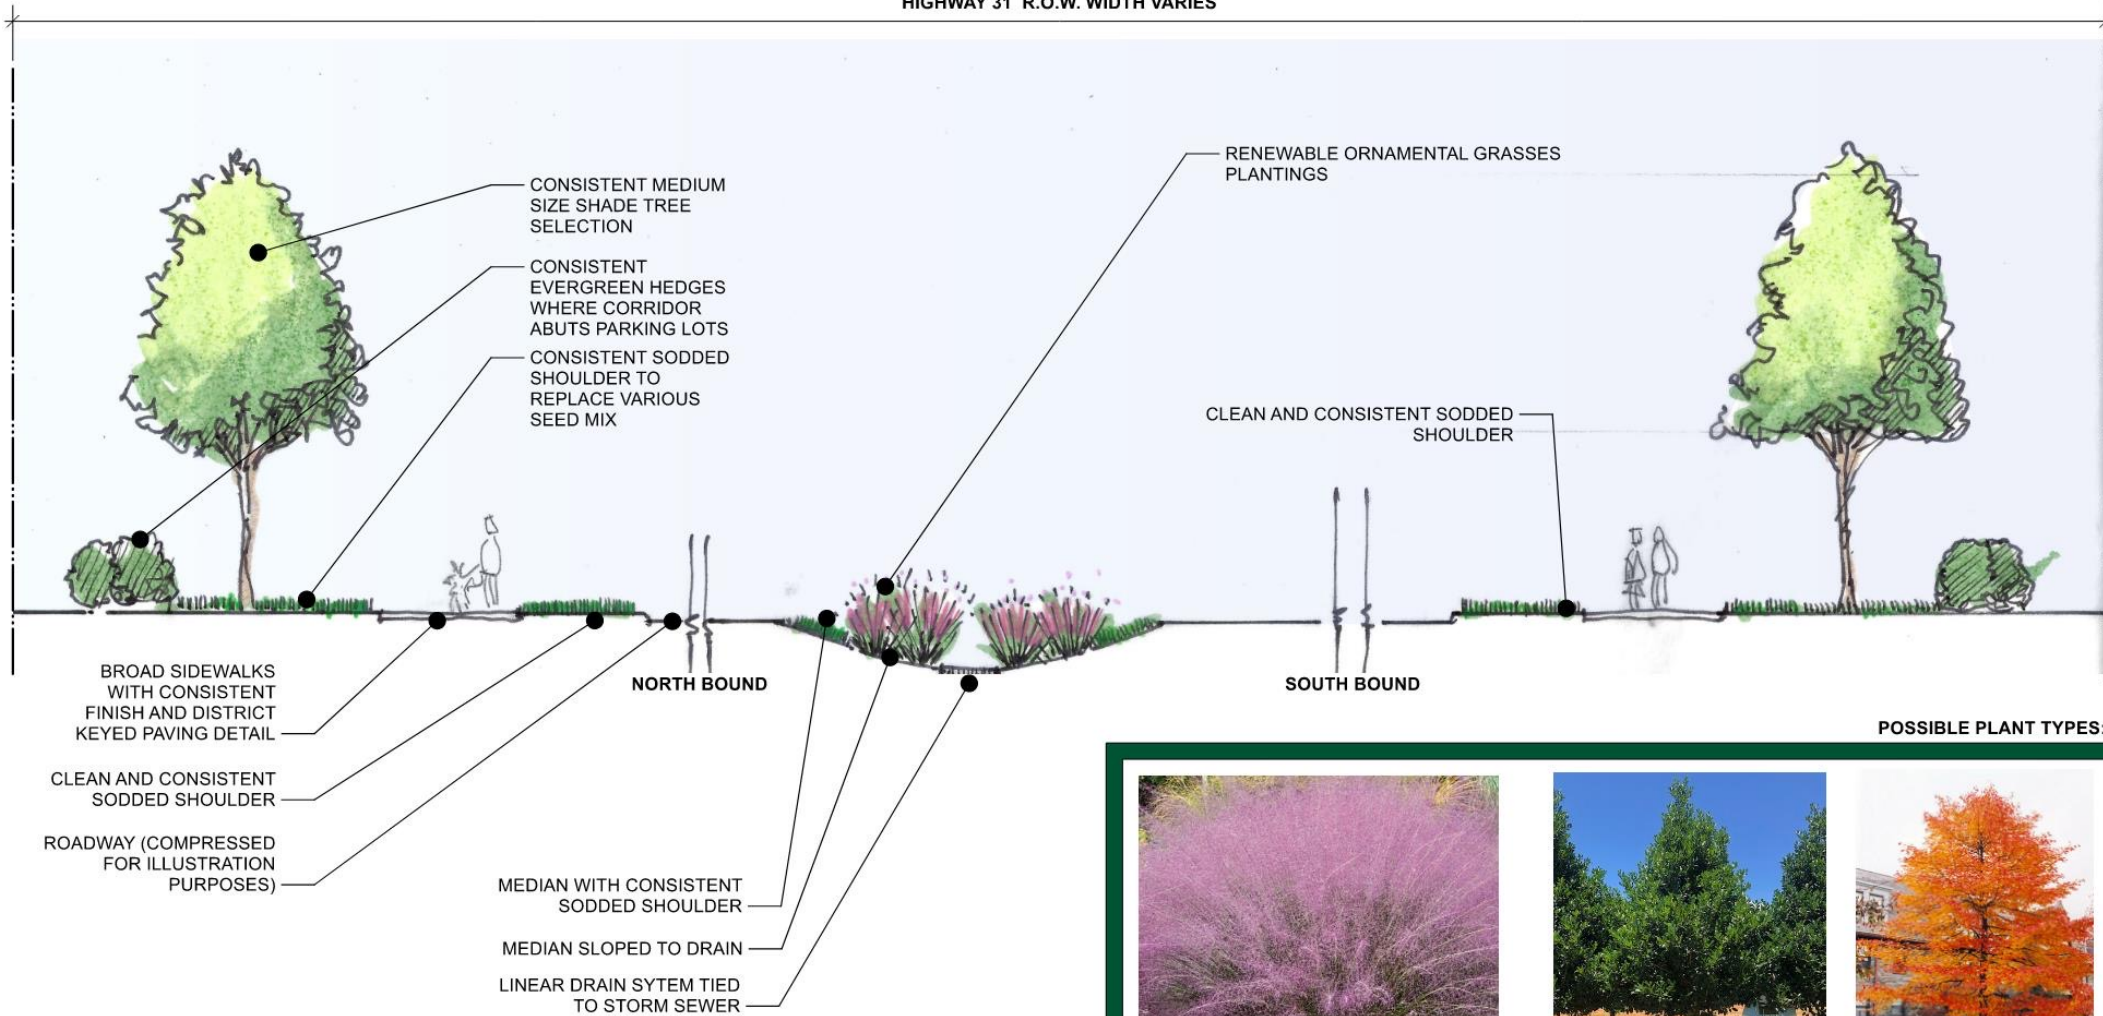 HIGHWAY 31 R.O.W. WIDTH VARIES
CONSISTENT MEDIUM
SIZE SHADE TREE
SELECTION
CONSISTENT
EVERGREEN HEDGES
WHERE CORRIDOR
ABUTS PARKING LOTS
CONSISTENT SODDED
SHOULDER TO
REPLACE VARIOUS
SEED MIX
RENEWABLE ORNAMENTAL GRASSES
PLANTINGS
CLEAN AND CONSISTENT SODDED
SHOULDER
NORTH BOUND
SOUTH BOUND
BROAD SIDEWALKS
WITH CONSISTENT
FINISH AND DISTRICT
KEYED PAVING DETAIL
CLEAN AND CONSISTENT
SODDED SHOULDER
ROADWAY (COMPRESSED
FOR ILLUSTRATION
PURPOSES)
MEDIAN WITH CONSISTENT
SODDED SHOULDER
MEDIAN SLOPED TO DRAIN
LINEAR DRAIN SYTEM TIED
TO STORM SEWER
POSSIBLE PLANT TYPES: